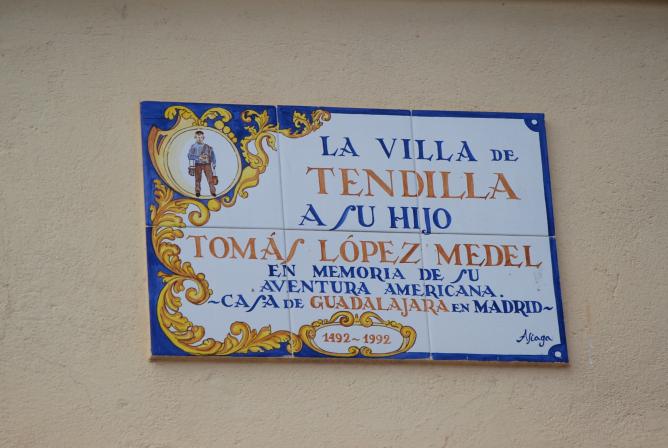 LA VILLA DE
TENDILLA
A SU HIJO
TOMÁS LÓPEZ MEDEL
EN MEMORIA DE SU
AVENTURA AMERICANA.
~CASA DE GUADALAJARA EN MADRID~
1492~1992
Asiaga